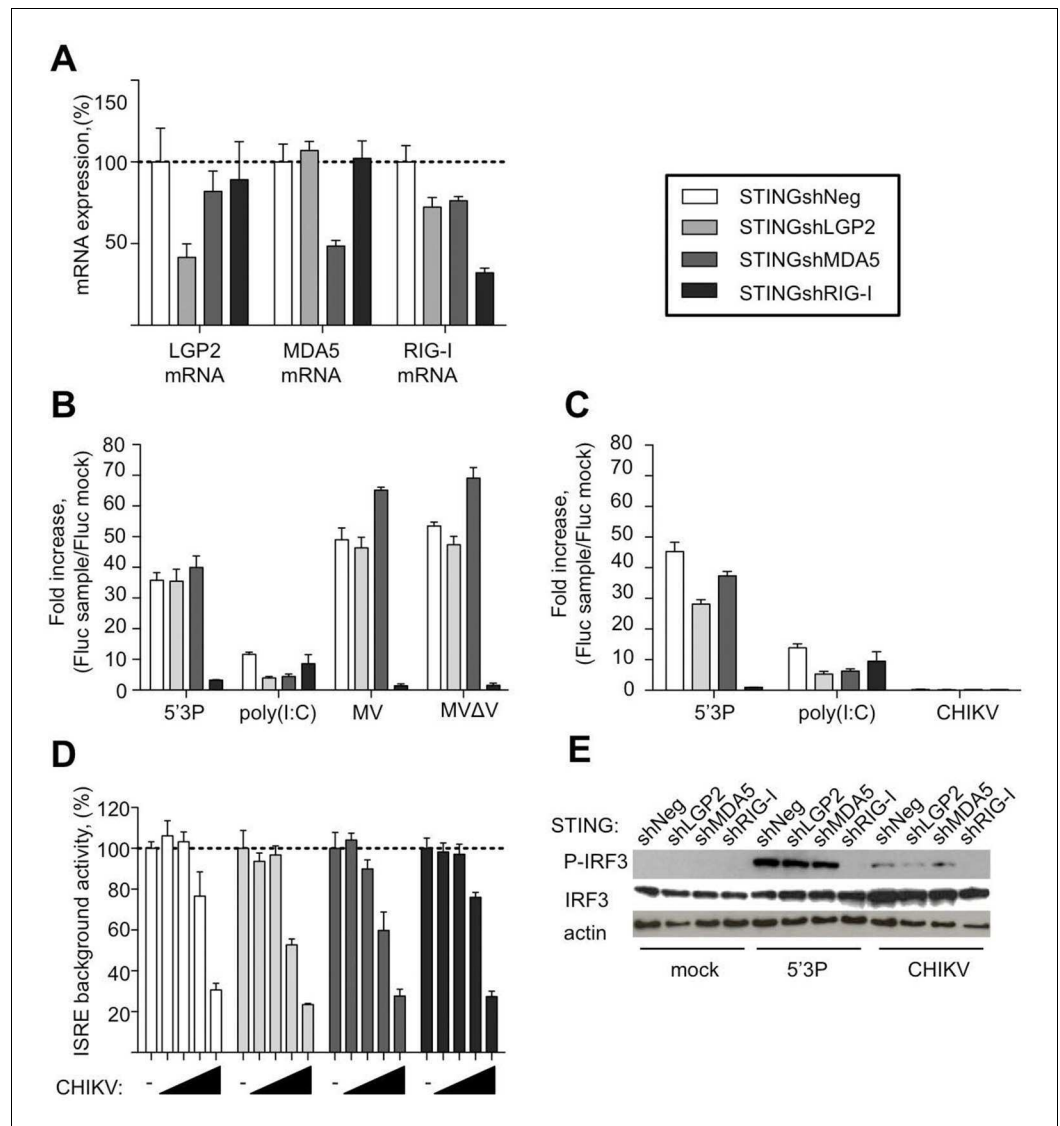 A
mRNA expression,(%)
150
100
50
LGP2 mRNA
MDA5 mRNA
RIG-I mRNA
STINGshNeg
STINGshLGP2
STINGshMDA5
STINGshRIG-I
B
Fold increase,
(Fluc sample/Fluc mock)
80
70
60
50
40
30
20
10
0
5'3P
poly(I:C)
MV
MVΔV
C
Fold increase,
(Fluc sample/Fluc mock)
80
70
60
50
40
30
20
10
0
5'3P
poly(I:C)
CHIKV
D
ISRE background activity, (%)
120
100
80
60
40
20
CHIKV:
- - - -
E
STING:
shNeg shLGP2 shMDA5 shRIG-I shNeg shLGP2 shMDA5 shRIG-I shNeg shLGP2 shMDA5 shRIG-I
P-IRF3
IRF3
actin
mock 5'3P CHIKV